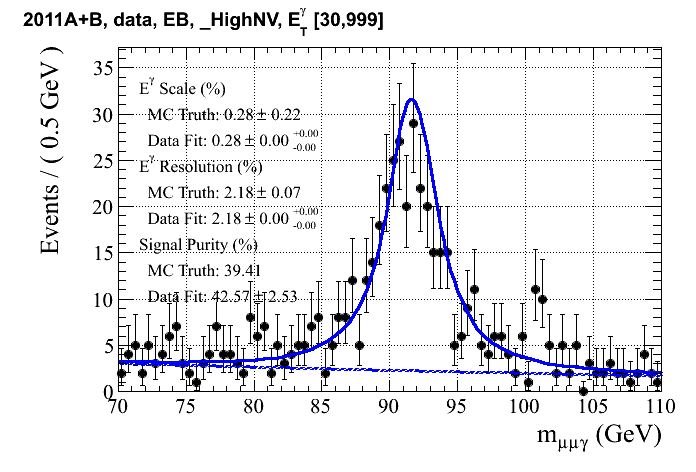 2011A+B, data, EB, _HighNV, E_T^γ [30,999]
Events / ( 0.5 GeV )
35
30
25
20
15
10
5
0
E^γ Scale (%)
MC Truth: 0.28 ± 0.22
Data Fit: 0.28 ± 0.00 +0.00 -0.00
E^γ Resolution (%)
MC Truth: 2.18 ± 0.07
Data Fit: 2.18 ± 0.00 +0.00 -0.00
Signal Purity (%)
MC Truth: 39.41
Data Fit: 42.57 ± 2.53
70 75 80 85 90 95 100 105 110
m_μμγ (GeV)